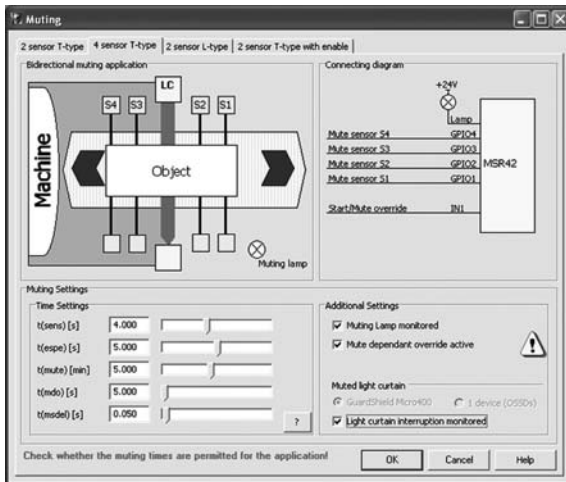 Muting
2 sensor T-type 4 sensor T-type 2 sensor L-type 2 sensor T-type with enable
Bidirectional muting application
LC
S4 S3 S2 S1
Machine
Object
Muting lamp
Connecting diagram
+24V
Lamp
Mute sensor S4 GPIO4
Mute sensor S3 GPIO3
Mute sensor S2 GPIO2
Mute sensor S1 GPIO1
MSR42
Start/Mute override IN1
Muting Settings
Time Settings
t(sens) [s] 4.000
t(espe) [s] 5.000
t(mute) [min] 5.000
t(mdo) [s] 5.000
t(msdel) [s] 0.050
?
Additional Settings
Muting Lamp monitored
Mute dependant override active
Muted light curtain
GuardShield Micro400 1 device (OSSDs)
Light curtain interruption monitored
Check whether the muting times are permitted for the application!
OK Cancel Help